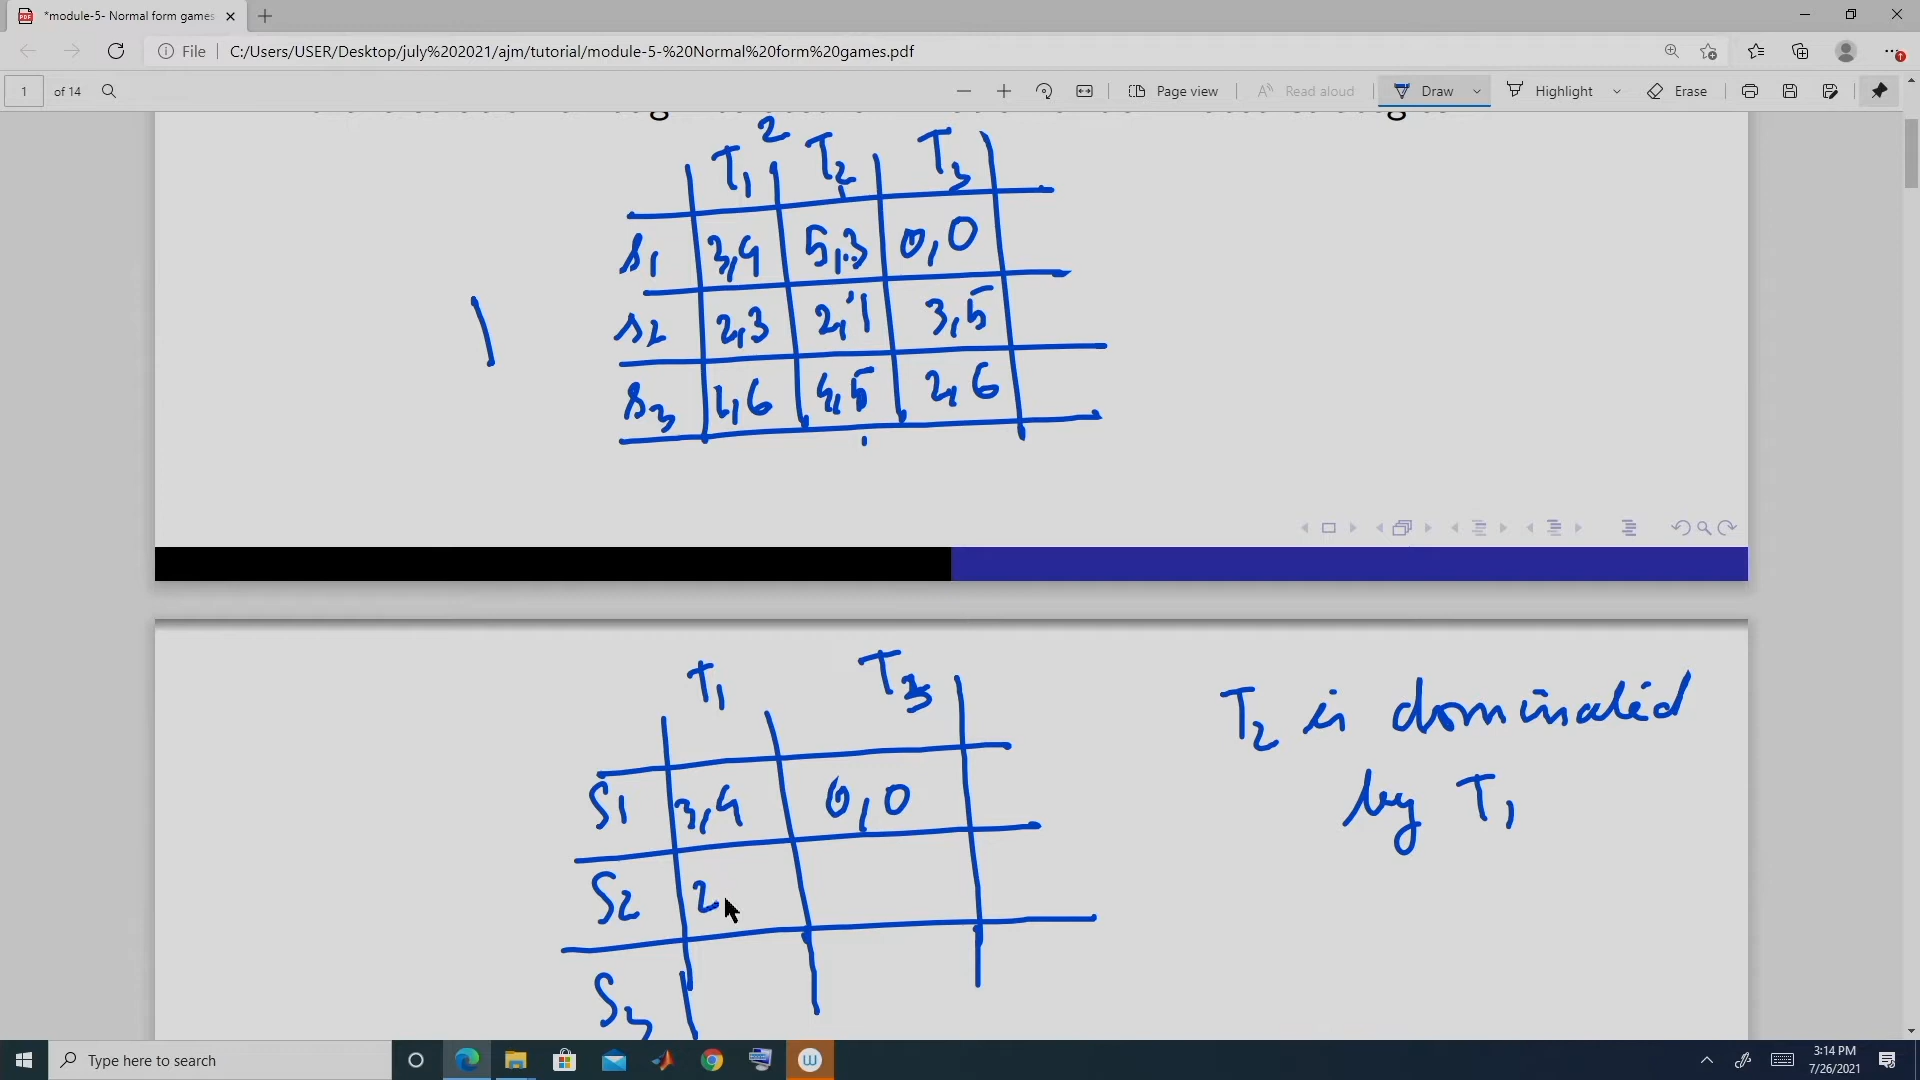 *module-5- Normal form games
File
C:/Users/USER/Desktop/july%202021/ajm/tutorial/module-5-%20Normal%20form%20games.pdf
1 of 14
Page view
Read aloud
Draw
Highlight
Erase
2
T1 T2 T3
S1 3,4 5,3 0,0
1
S2 2,3 2,1 3,5
S3 1,6 4,5 2,6
T1 T3
T2 is dominated
by T1
S1 3,4 0,0
S2 2
S3
Type here to search
3:14 PM
7/26/2021